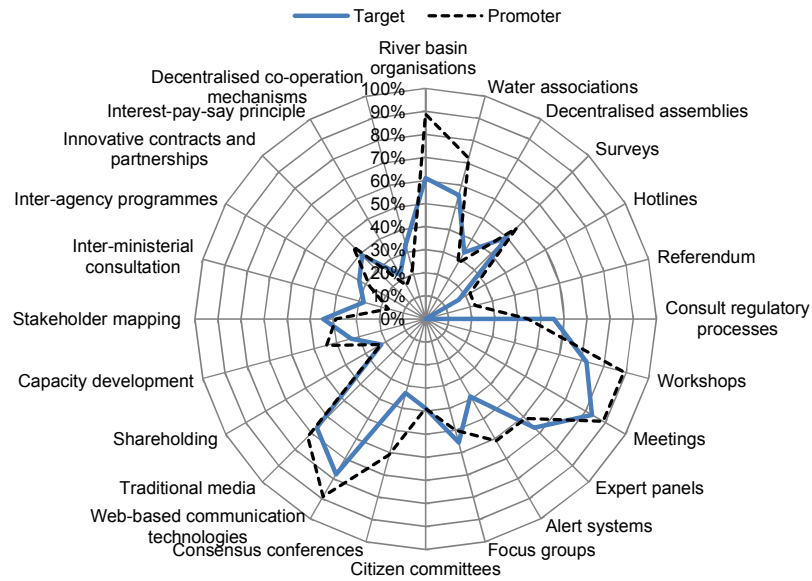 Target
Promoter
River basin
organisations
Water associations
Decentralised assemblies
Surveys
Hotlines
Referendum
Consult regulatory
processes
Workshops
Meetings
Expert panels
Alert systems
Focus groups
Citizen committees
Consensus conferences
Web-based communication
technologies
Traditional media
Shareholding
Capacity development
Stakeholder mapping
Inter-ministerial
consultation
Inter-agency programmes
Innovative contracts and
partnerships
Interest-pay-say principle
Decentralised co-operation
mechanisms
100%
90%
80%
70%
60%
50%
40%
30%
20%
10%
0%